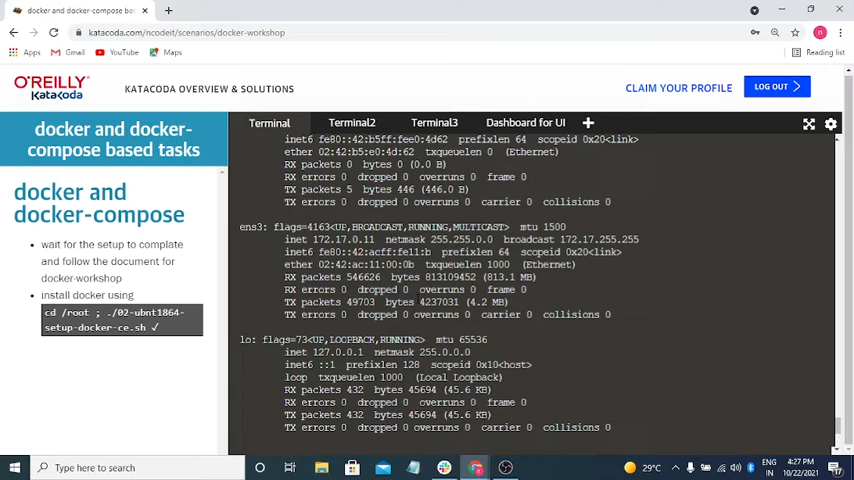 docker and docker-compose bas
katacoda.com/ncodeit/scenarios/docker-workshop
n
Apps
Gmail
YouTube
Maps
Reading list
O'REILLY
Katacoda
KATACODA OVERVIEW & SOLUTIONS
CLAIM YOUR PROFILE
LOG OUT
docker and docker-
compose based tasks
docker and
docker-compose
wait for the setup to complete
and follow the document for
docker-workshop
install docker using
cd /root ; ./02-ubnt1864-
setup-docker-ce.sh ✓
Terminal
Terminal2
Terminal3
Dashboard for UI
+
inet6 fe80::42:b5ff:fee0:4d62 prefixlen 64 scopeid 0x20<link>
ether 02:42:b5:e0:4d:62 txqueuelen 0 (Ethernet)
RX packets 0 bytes 0 (0.0 B)
RX errors 0 dropped 0 overruns 0 frame 0
TX packets 5 bytes 446 (446.0 B)
TX errors 0 dropped 0 overruns 0 carrier 0 collisions 0
ens3: flags=4163<UP,BROADCAST,RUNNING,MULTICAST> mtu 1500
inet 172.17.0.11 netmask 255.255.0.0 broadcast 172.17.255.255
inet6 fe80::42:acff:fe11:b prefixlen 64 scopeid 0x20<link>
ether 02:42:ac:11:00:0b txqueuelen 1000 (Ethernet)
RX packets 546626 bytes 813109452 (813.1 MB)
RX errors 0 dropped 0 overruns 0 frame 0
TX packets 49703 bytes 4237031 (4.2 MB)
TX errors 0 dropped 0 overruns 0 carrier 0 collisions 0
lo: flags=73<UP,LOOPBACK,RUNNING> mtu 65536
inet 127.0.0.1 netmask 255.0.0.0
inet6 ::1 prefixlen 128 scopeid 0x10<host>
loop txqueuelen 1000 (Local Loopback)
RX packets 432 bytes 45694 (45.6 KB)
RX errors 0 dropped 0 overruns 0 frame 0
TX packets 432 bytes 45694 (45.6 KB)
TX errors 0 dropped 0 overruns 0 carrier 0 collisions 0
Type here to search
29°C
ENG
IN
4:27 PM
10/22/2021
17